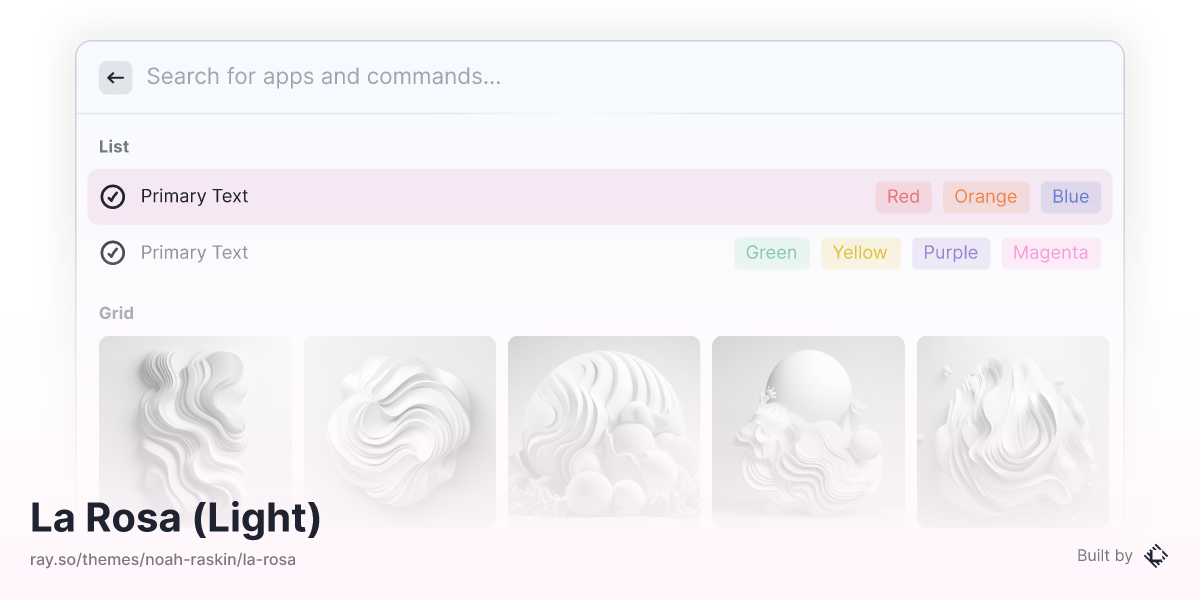 Search for apps and commands...
List
Primary Text Red Orange Blue
Primary Text Green Yellow Purple Magenta
Grid
La Rosa (Light)
ray.so/themes/noah-raskin/la-rosa
Built by